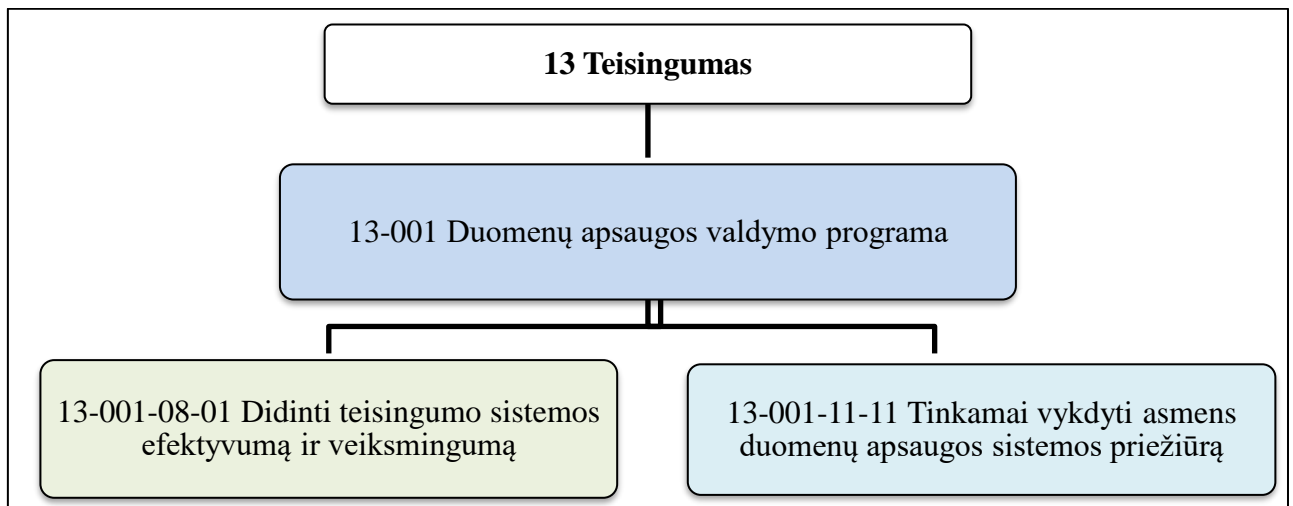 13 Teisingumas
13-001 Duomenų apsaugos valdymo programa
13-001-08-01 Didinti teisingumo sistemos
efektyvumą ir veiksmingumą
13-001-11-11 Tinkamai vykdyti asmens
duomenų apsaugos sistemos priežiūrą